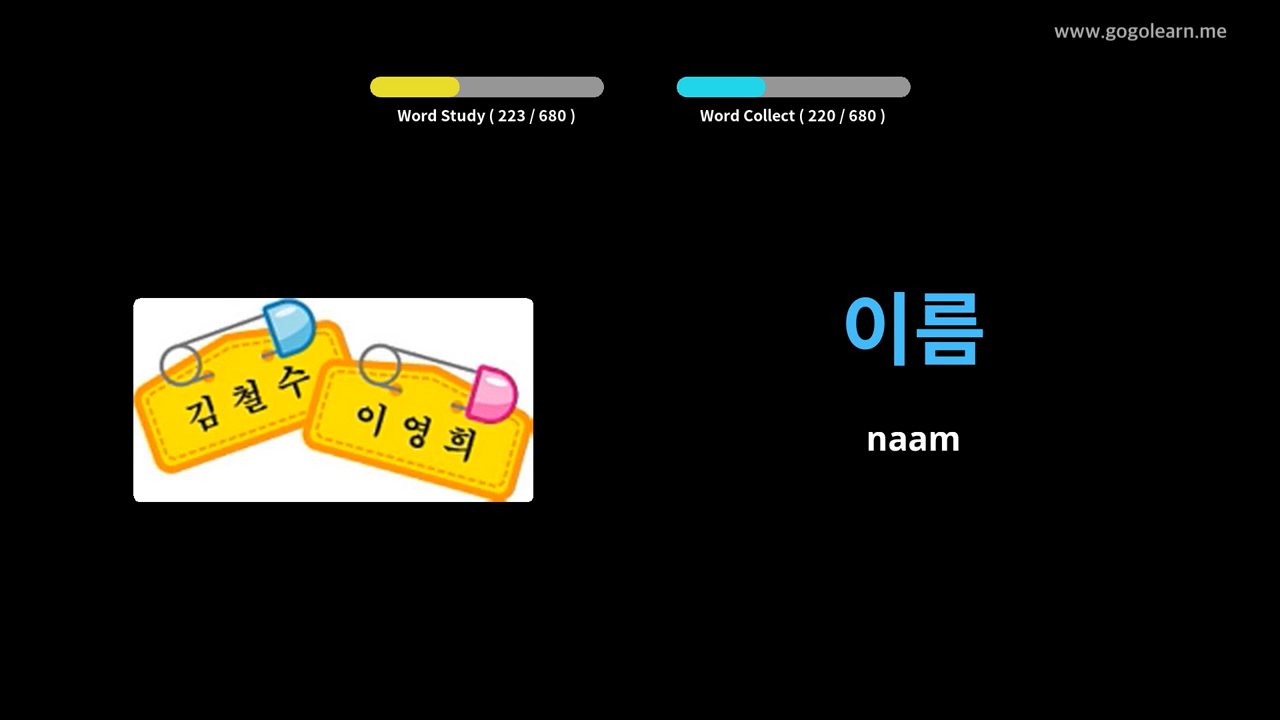 www.gogolearn.me
Word Study ( 223 / 680 )
Word Collect ( 220 / 680 )
김철수
이영희
이름
naam